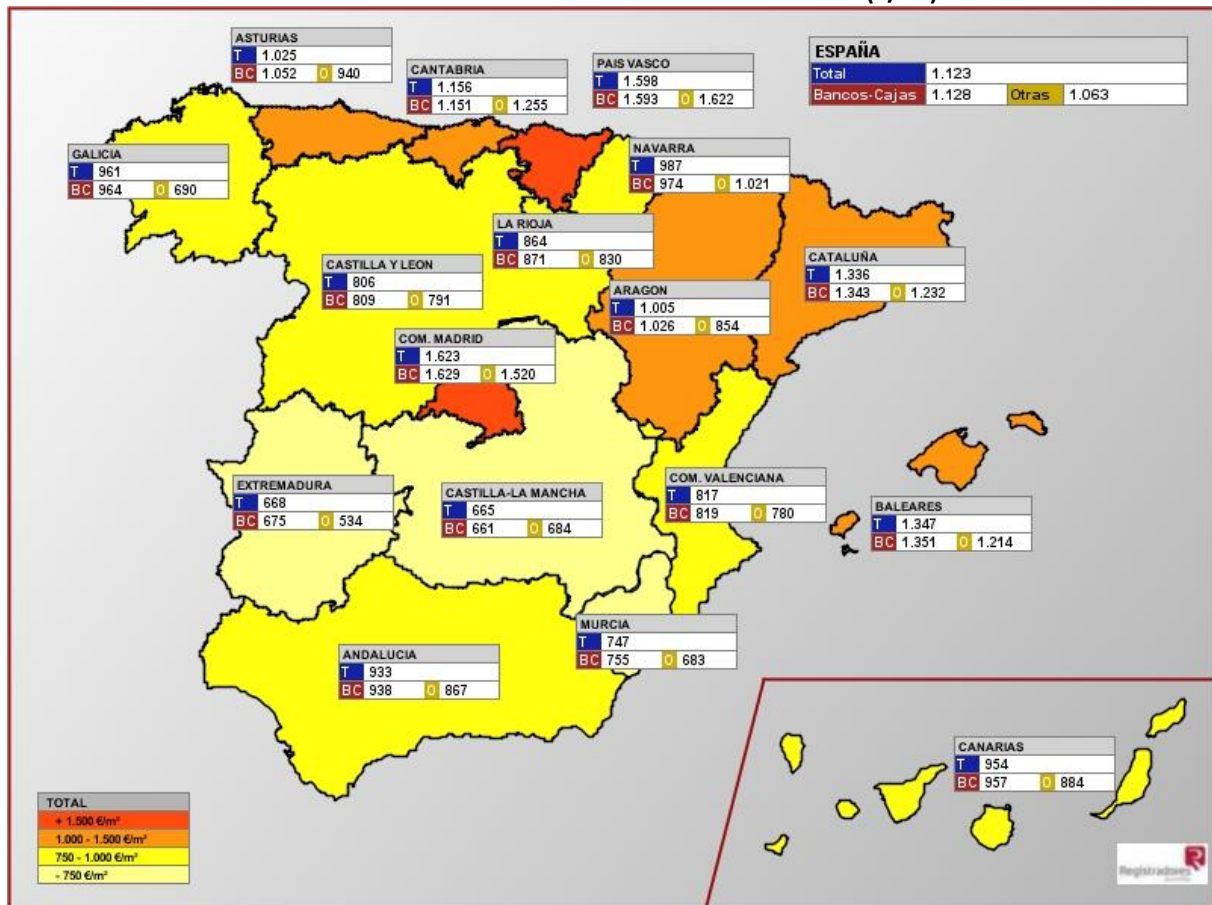 ASTURIAS
T 1.025
BC 1.052 O 940
CANTABRIA
T 1.156
BC 1.151 O 1.255
PAIS VASCO
T 1.598
BC 1.593 O 1.622
ESPAÑA
Total 1.123
Bancos-Cajas 1.128 Otras 1.063
GALICIA
T 961
BC 964 O 690
NAVARRA
T 987
BC 974 O 1.021
LA RIOJA
T 864
BC 871 O 830
CASTILLA Y LEON
T 806
BC 809 O 791
ARAGON
T 1.005
BC 1.026 O 854
CATALUÑA
T 1.336
BC 1.343 O 1.232
COM. MADRID
T 1.623
BC 1.629 O 1.520
EXTREMADURA
T 668
BC 675 O 534
CASTILLA-LA MANCHA
T 665
BC 661 O 684
COM. VALENCIANA
T 817
BC 819 O 780
BALEARES
T 1.347
BC 1.351 O 1.214
MURCIA
T 747
BC 755 O 683
ANDALUCIA
T 933
BC 938 O 867
CANARIAS
T 954
BC 957 O 884
TOTAL
+ 1.500 €/m²
1.000 - 1.500 €/m²
750 - 1.000 €/m²
- 750 €/m²
Registradores